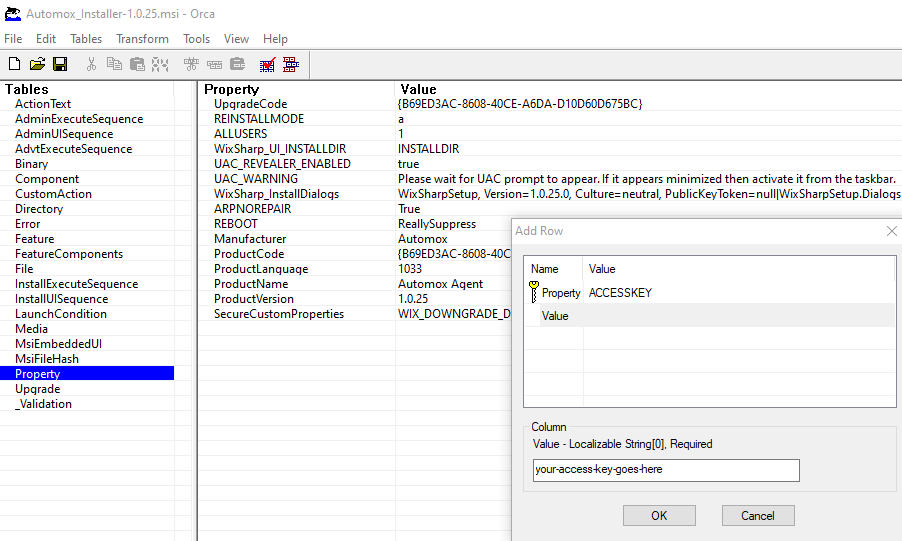 Automox_Installer-1.0.25.msi - Orca
File Edit Tables Transform Tools View Help
Tables
ActionText
AdminExecuteSequence
AdminUISequence
AdvtExecuteSequence
Binary
Component
CustomAction
Directory
Error
Feature
FeatureComponents
File
InstallExecuteSequence
InstallUISequence
LaunchCondition
Media
MsiEmbeddedUI
MsiFileHash
Property
Upgrade
_Validation
Property Value
UpgradeCode {B69ED3AC-8608-40CE-A6DA-D10D60D675BC}
REINSTALLMODE a
ALLUSERS 1
WixSharp_UI_INSTALLDIR INSTALLDIR
UAC_REVEALER_ENABLED true
UAC_WARNING Please wait for UAC prompt to appear. If it appears minimized then activate it from the taskbar.
WixSharp_InstallDialogs WixSharpSetup, Version=1.0.25.0, Culture=neutral, PublicKeyToken=null|WixSharpSetup.Dialogs
ARPNOREPAIR True
REBOOT ReallySuppress
Manufacturer Automox
ProductCode {B69ED3AC-8608-40C
ProductLanguage 1033
ProductName Automox Agent
ProductVersion 1.0.25
SecureCustomProperties WIX_DOWNGRADE_D
Add Row
Name Value
Property ACCESSKEY
Value
Column
Value - Localizable String[0], Required
your-access-key-goes-here
OK Cancel